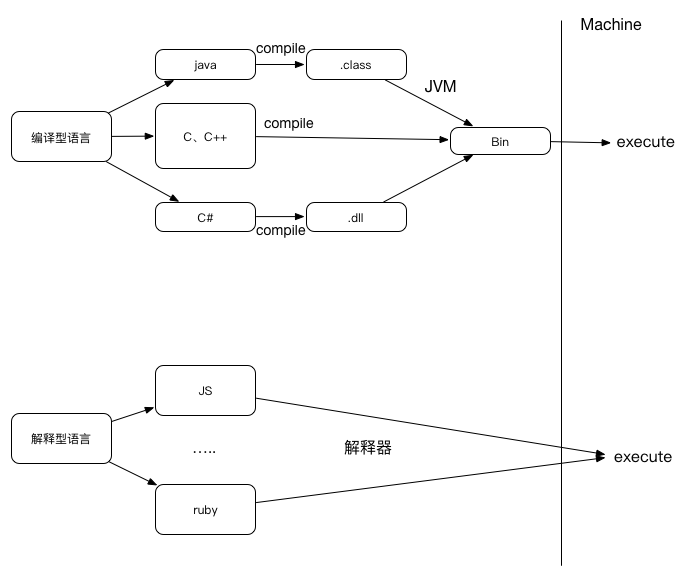 Machine
compile
java
.class
JVM
编译型语言
C、C++
compile
Bin
execute
C#
.dll
compile
JS
解释型语言
.....
解释器
execute
ruby